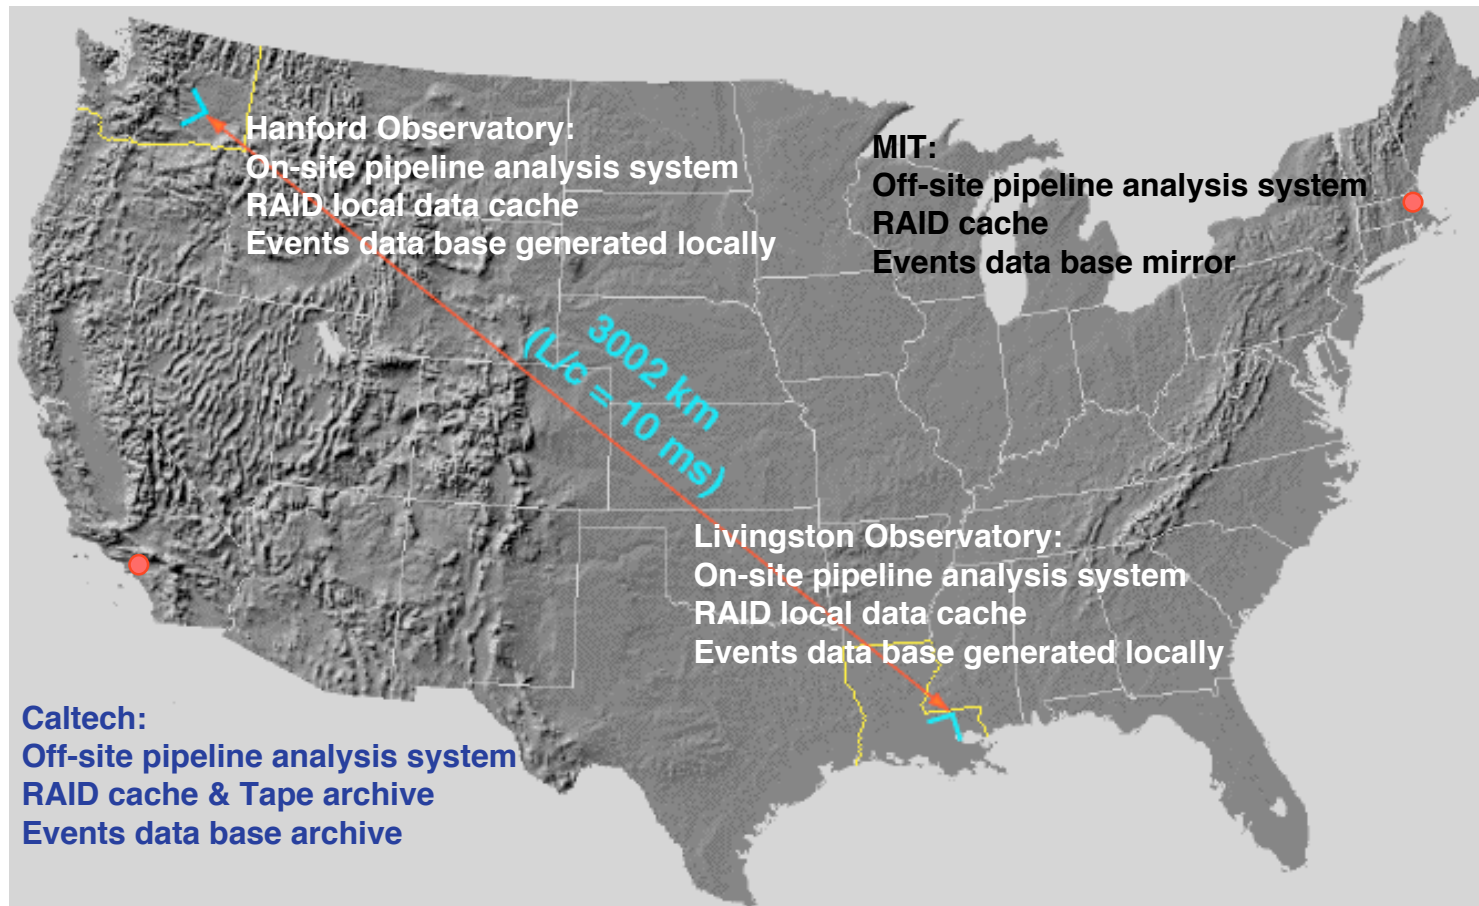 Hanford Observatory:
On-site pipeline analysis system
RAID local data cache
Events data base generated locally
MIT:
Off-site pipeline analysis system
RAID cache
Events data base mirror
3002 km
(L/c = 10 ms)
Livingston Observatory:
On-site pipeline analysis system
RAID local data cache
Events data base generated locally
Caltech:
Off-site pipeline analysis system
RAID cache & Tape archive
Events data base archive